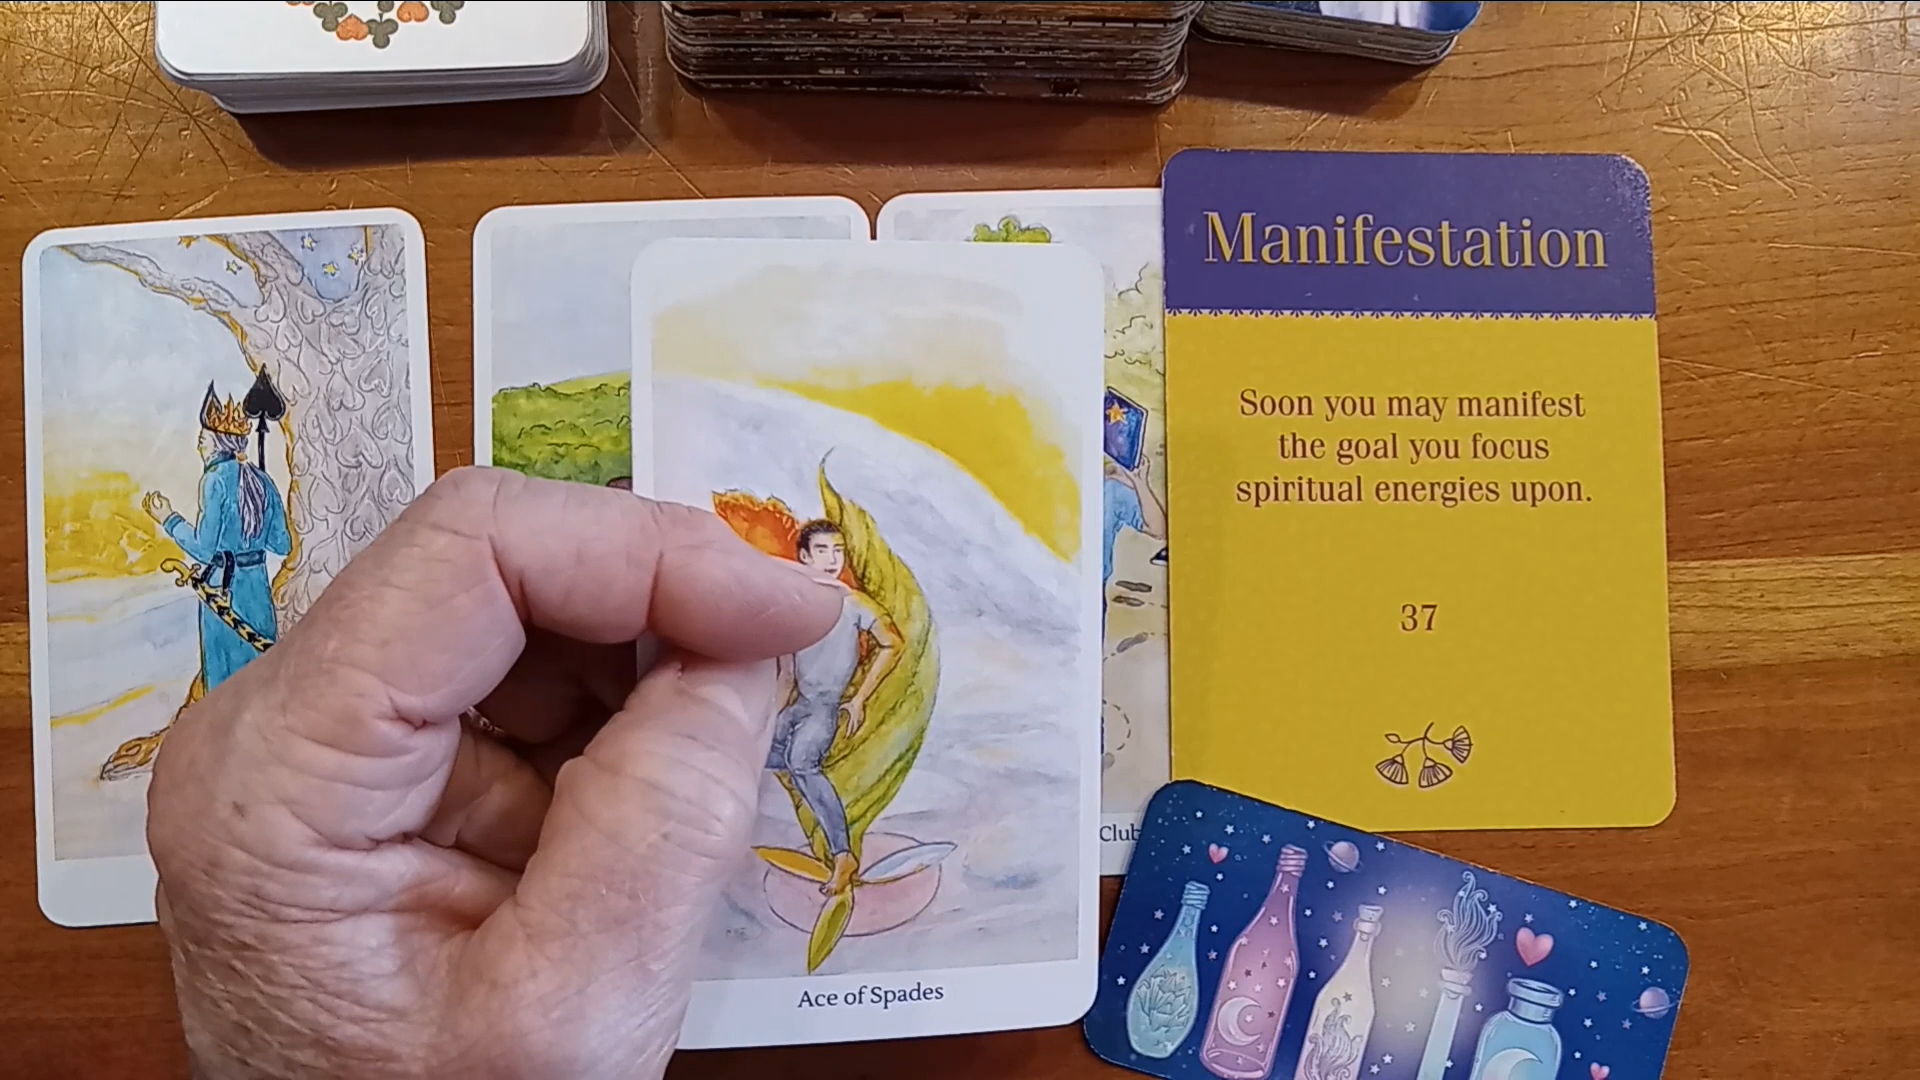 Manifestation
Soon you may manifest
the goal you focus
spiritual energies upon.
37
Club
Ace of Spades